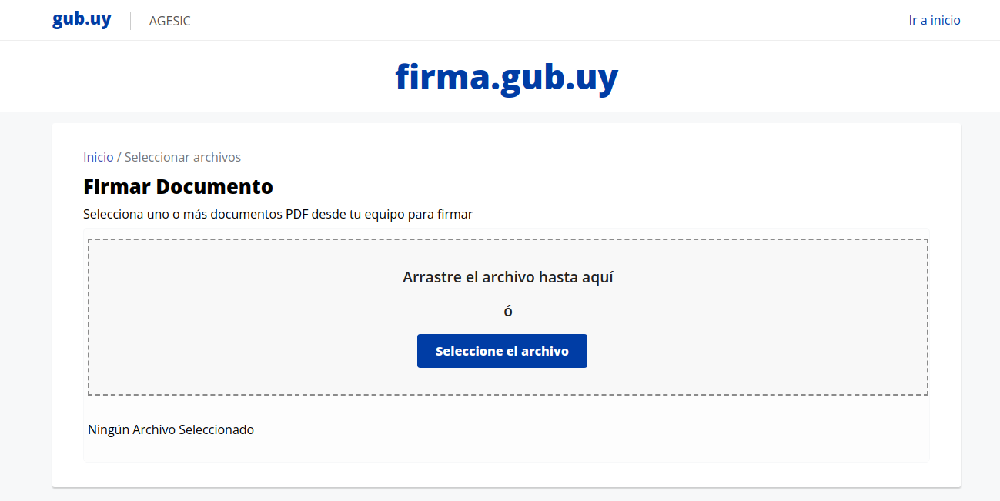 gub.uy AGESIC Ir a inicio
firma.gub.uy
Inicio / Seleccionar archivos
Firmar Documento
Selecciona uno o más documentos PDF desde tu equipo para firmar
Arrastre el archivo hasta aquí
ó
Seleccione el archivo
Ningún Archivo Seleccionado